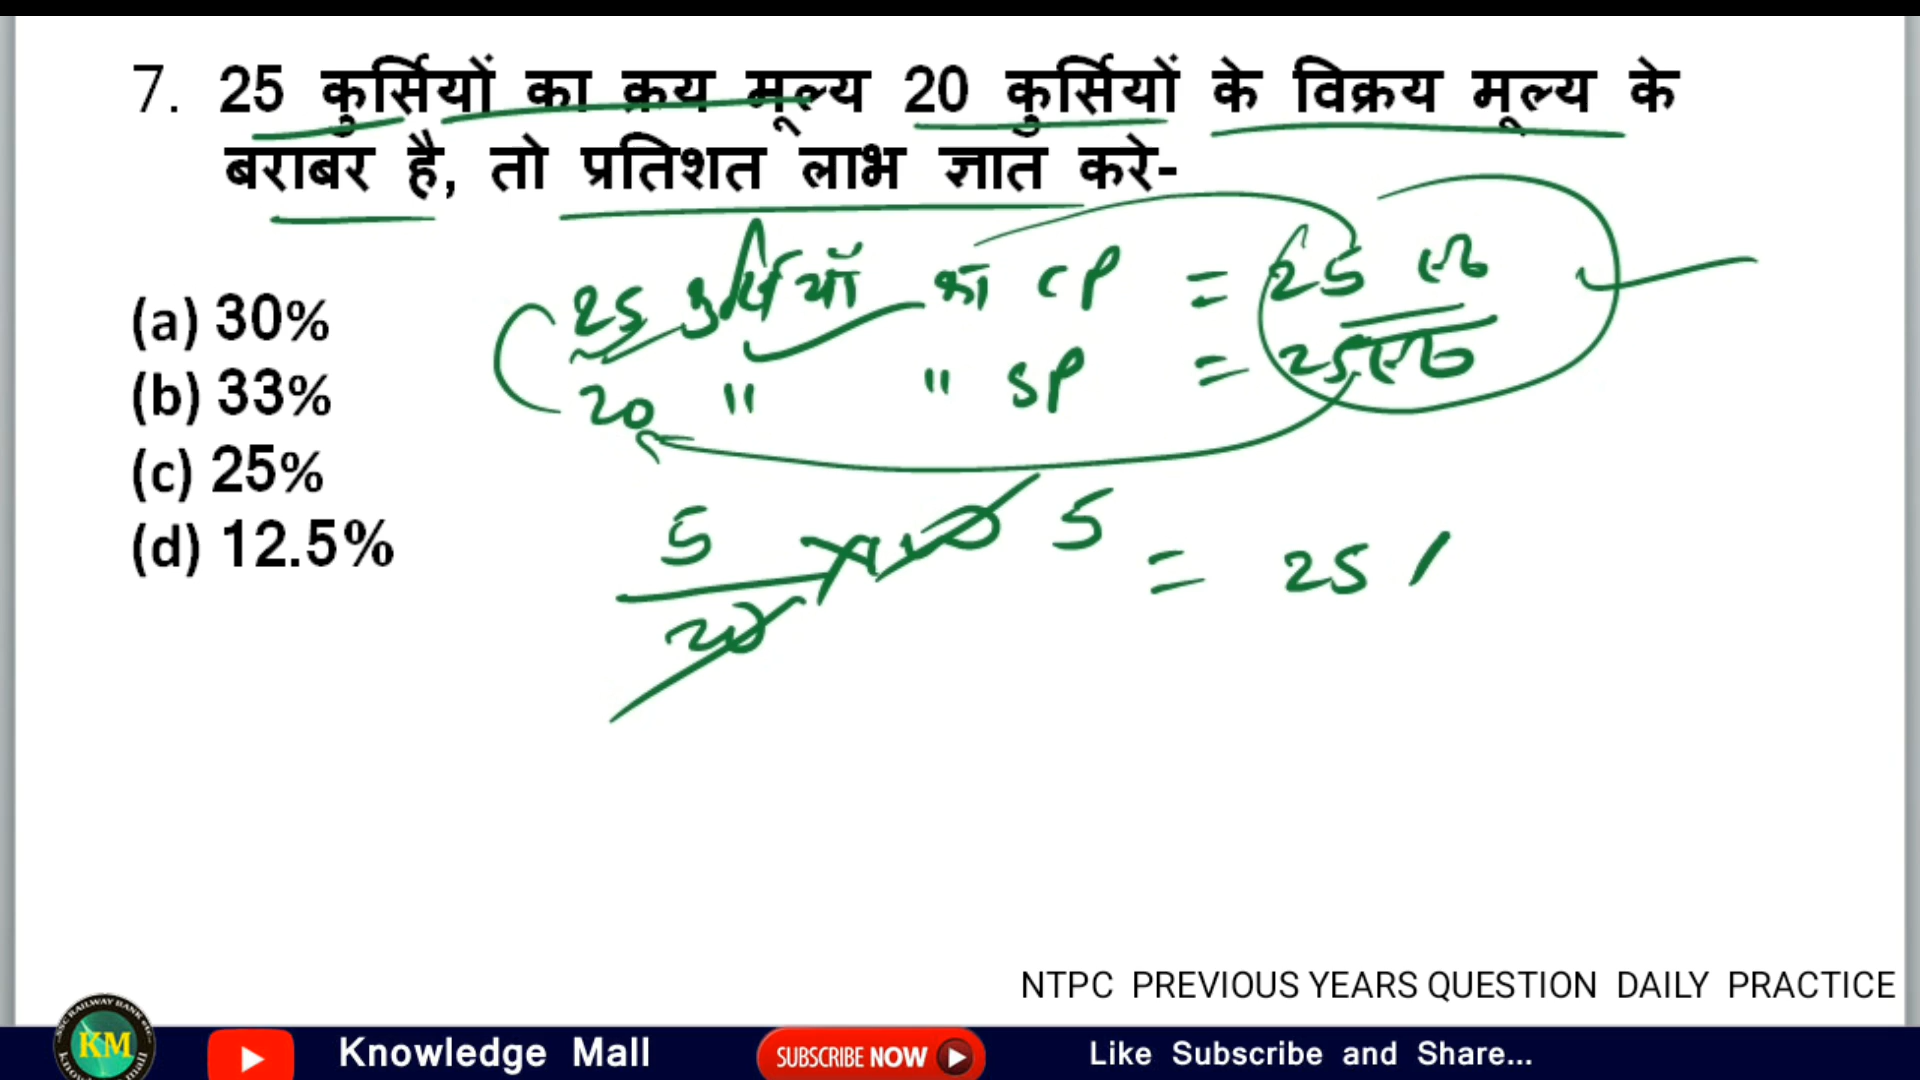 7. 25 कुर्सियों का क्रय मूल्य 20 कुर्सियों के विक्रय मूल्य के
बराबर है, तो प्रतिशत लाभ ज्ञात करे-
(a) 30%
(b) 33%
(c) 25%
(d) 12.5%
25 कुर्सियों का CP = 25
20 " " SP = 25
5
20
x 100 5 = 25
NTPC PREVIOUS YEARS QUESTION DAILY PRACTICE
KM
Knowledge Mall
SUBSCRIBE NOW
Like Subscribe and Share...